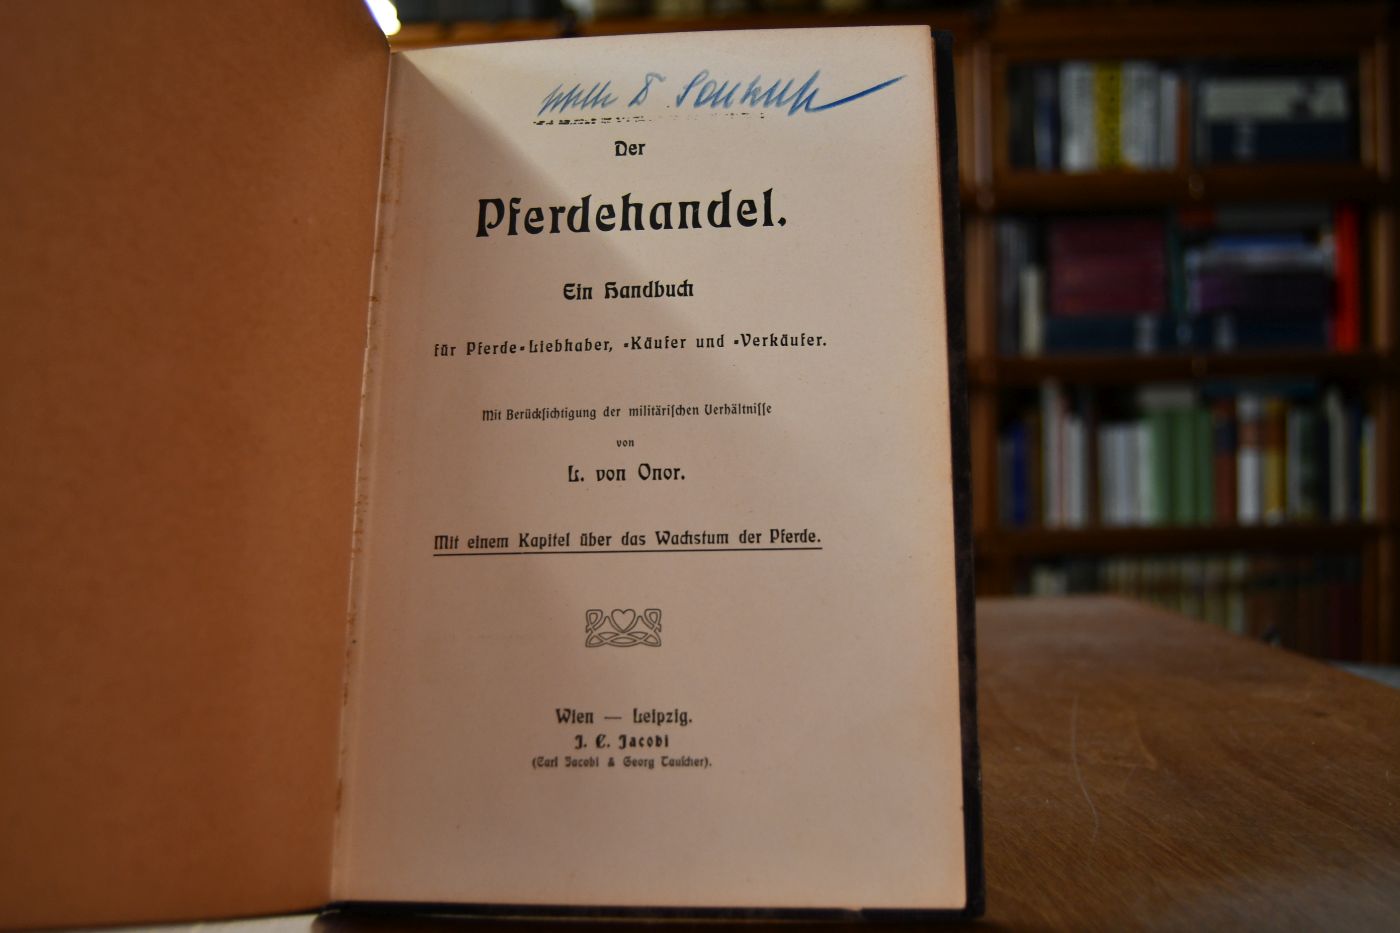 Der
Pferdehandel.
Ein Handbuch
für Pferde-Liebhaber, -Käufer und -Verkäufer.
Mit Berückſichtigung der militäriſchen Verhältniſſe
von
L. von Onor.
Mit einem Kapitel über das Wachstum der Pferde.
Wien — Leipzig.
J. C. Jacobi
(Carl Jacobi & Georg Tauſcher).